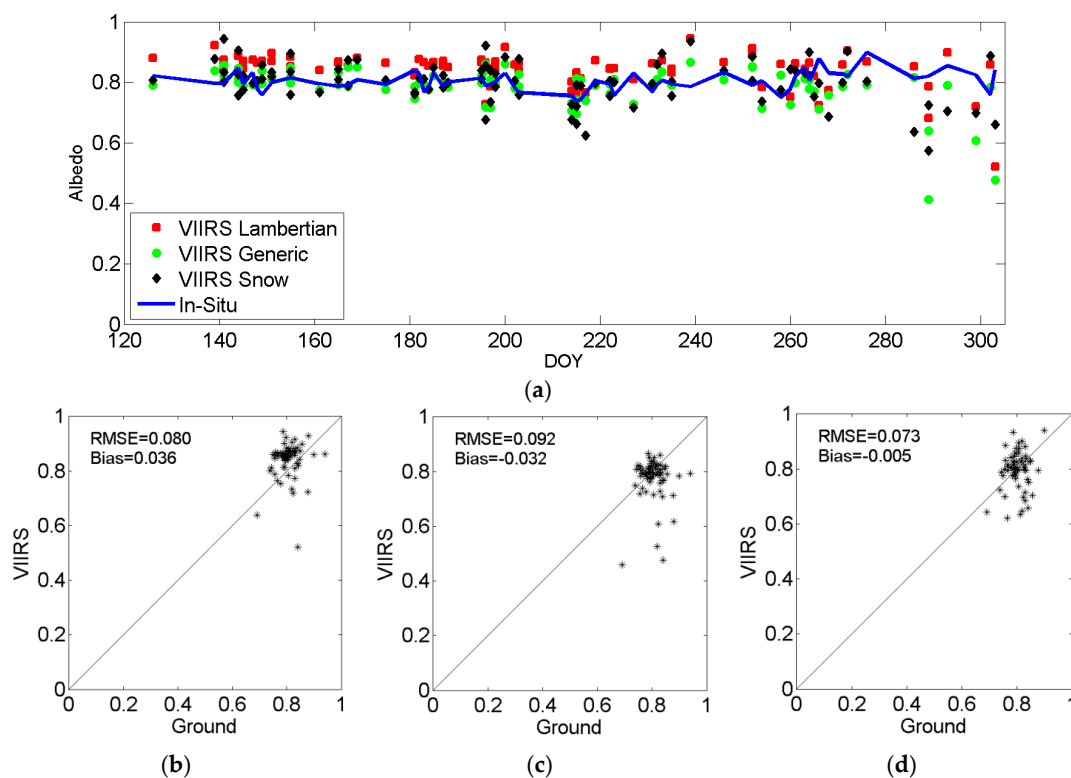 1
0.8
0.6
0.4
0.2
0
Albedo
VIIRS Lambertian
VIIRS Generic
VIIRS Snow
In-Situ
120 140 160 180 200 220 240 260 280 300
DOY
(a)
RMSE=0.080
Bias=0.036
1
0.8
0.6
0.4
0.2
0
VIIRS
0 0.2 0.4 0.6 0.8 1
Ground
(b)
RMSE=0.092
Bias=-0.032
1
0.8
0.6
0.4
0.2
0
VIIRS
0 0.2 0.4 0.6 0.8 1
Ground
(c)
RMSE=0.073
Bias=-0.005
1
0.8
0.6
0.4
0.2
0
VIIRS
0 0.2 0.4 0.6 0.8 1
Ground
(d)